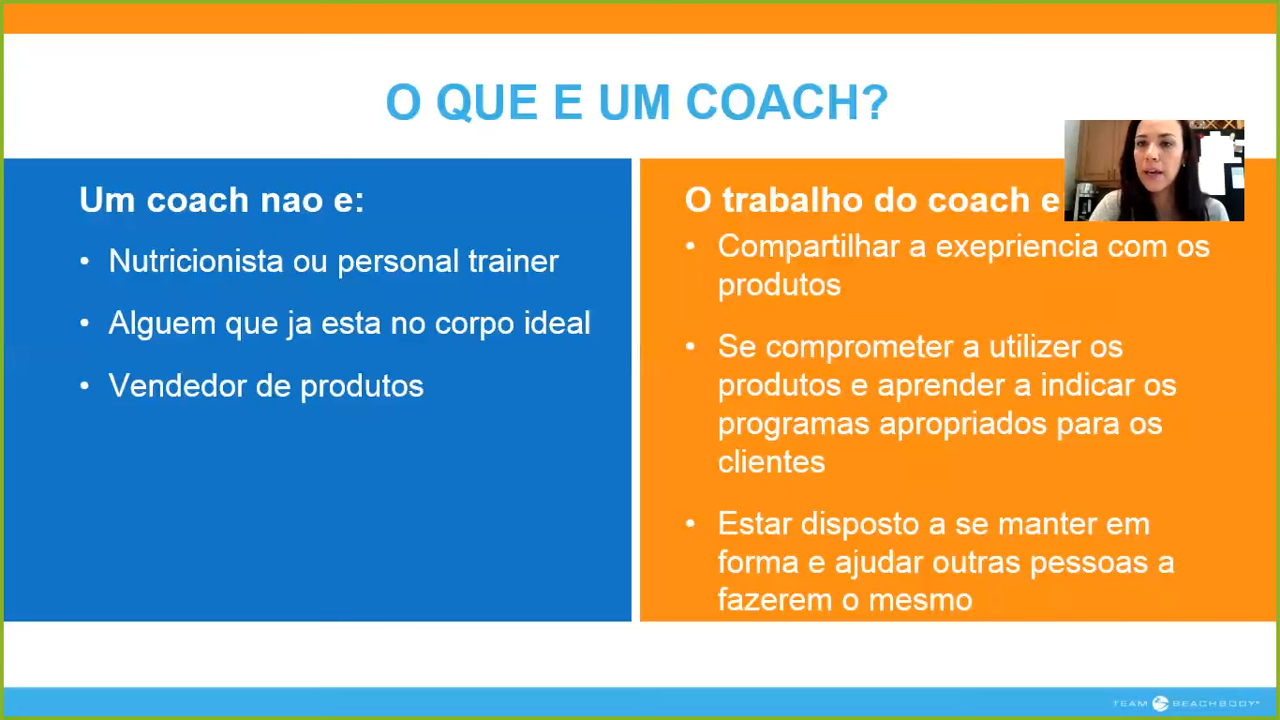 O QUE E UM COACH?
Um coach nao e:
• Nutricionista ou personal trainer
• Alguem que ja esta no corpo ideal
• Vendedor de produtos
O trabalho do coach e
• Compartilhar a exepriencia com os
produtos
• Se comprometer a utilizer os
produtos e aprender a indicar os
programas apropriados para os
clientes
• Estar disposto a se manter em
forma e ajudar outras pessoas a
fazerem o mesmo
TEAM BEACHBODY